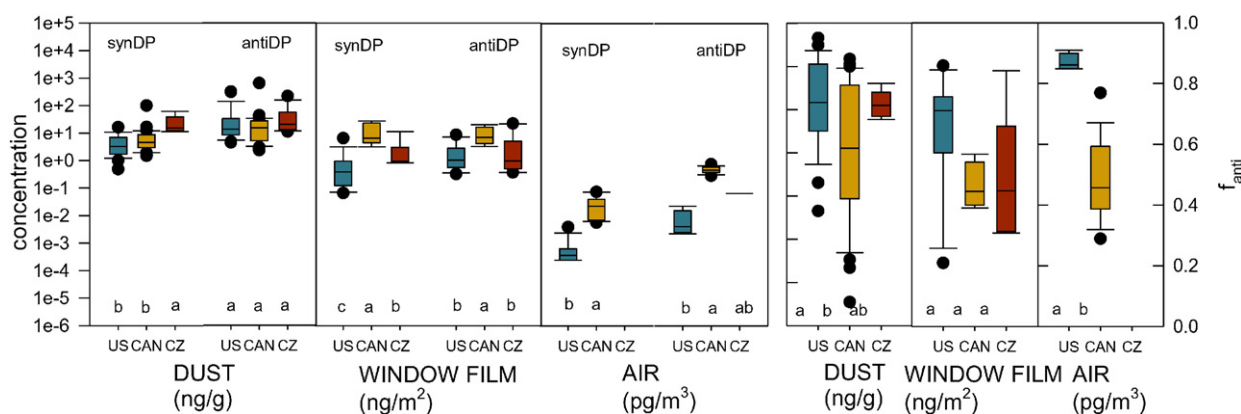 1e+5
1e+4
1e+3
1e+2
1e+1
1e+0
1e-1
1e-2
1e-3
1e-4
1e-5
1e-6
concentration
synDP antiDP synDP antiDP synDP antiDP
b b a a a a c a b b a b b a b a ab
a b ab a a a a b
1.0
0.8
0.6
0.4
0.2
0.0
f_anti
US CAN CZ US CAN CZ US CAN CZ US CAN CZ US CAN CZ US CAN CZ US CAN CZ US CAN CZ US CAN CZ
DUST WINDOW FILM AIR DUST WINDOW FILM AIR
(ng/g) (ng/m²) (pg/m³) (ng/g) (ng/m²) (pg/m³)